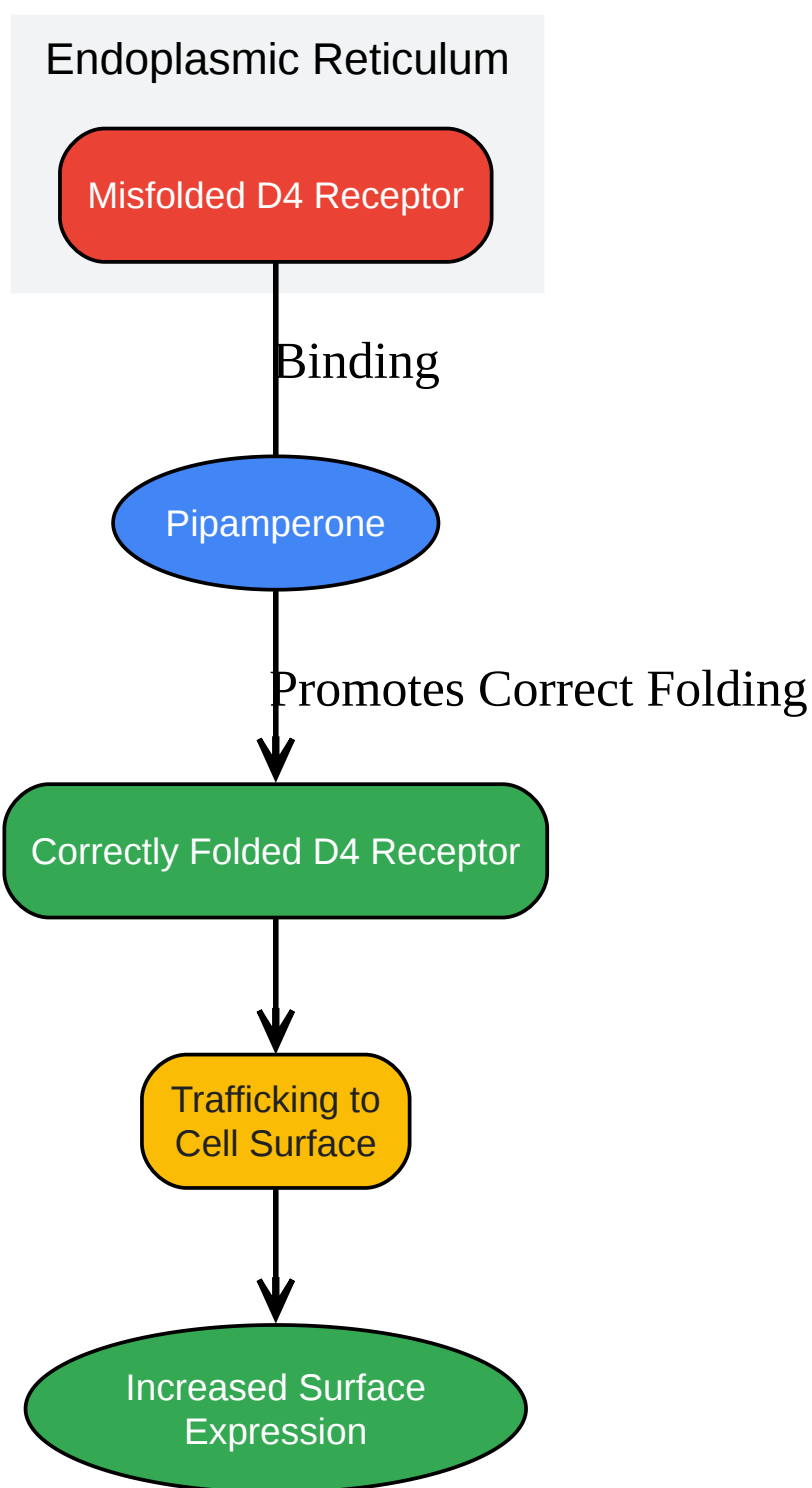 Endoplasmic Reticulum
Misfolded D4 Receptor
Binding
Pipamperone
Promotes Correct Folding
Correctly Folded D4 Receptor
Trafficking to
Cell Surface
Increased Surface
Expression